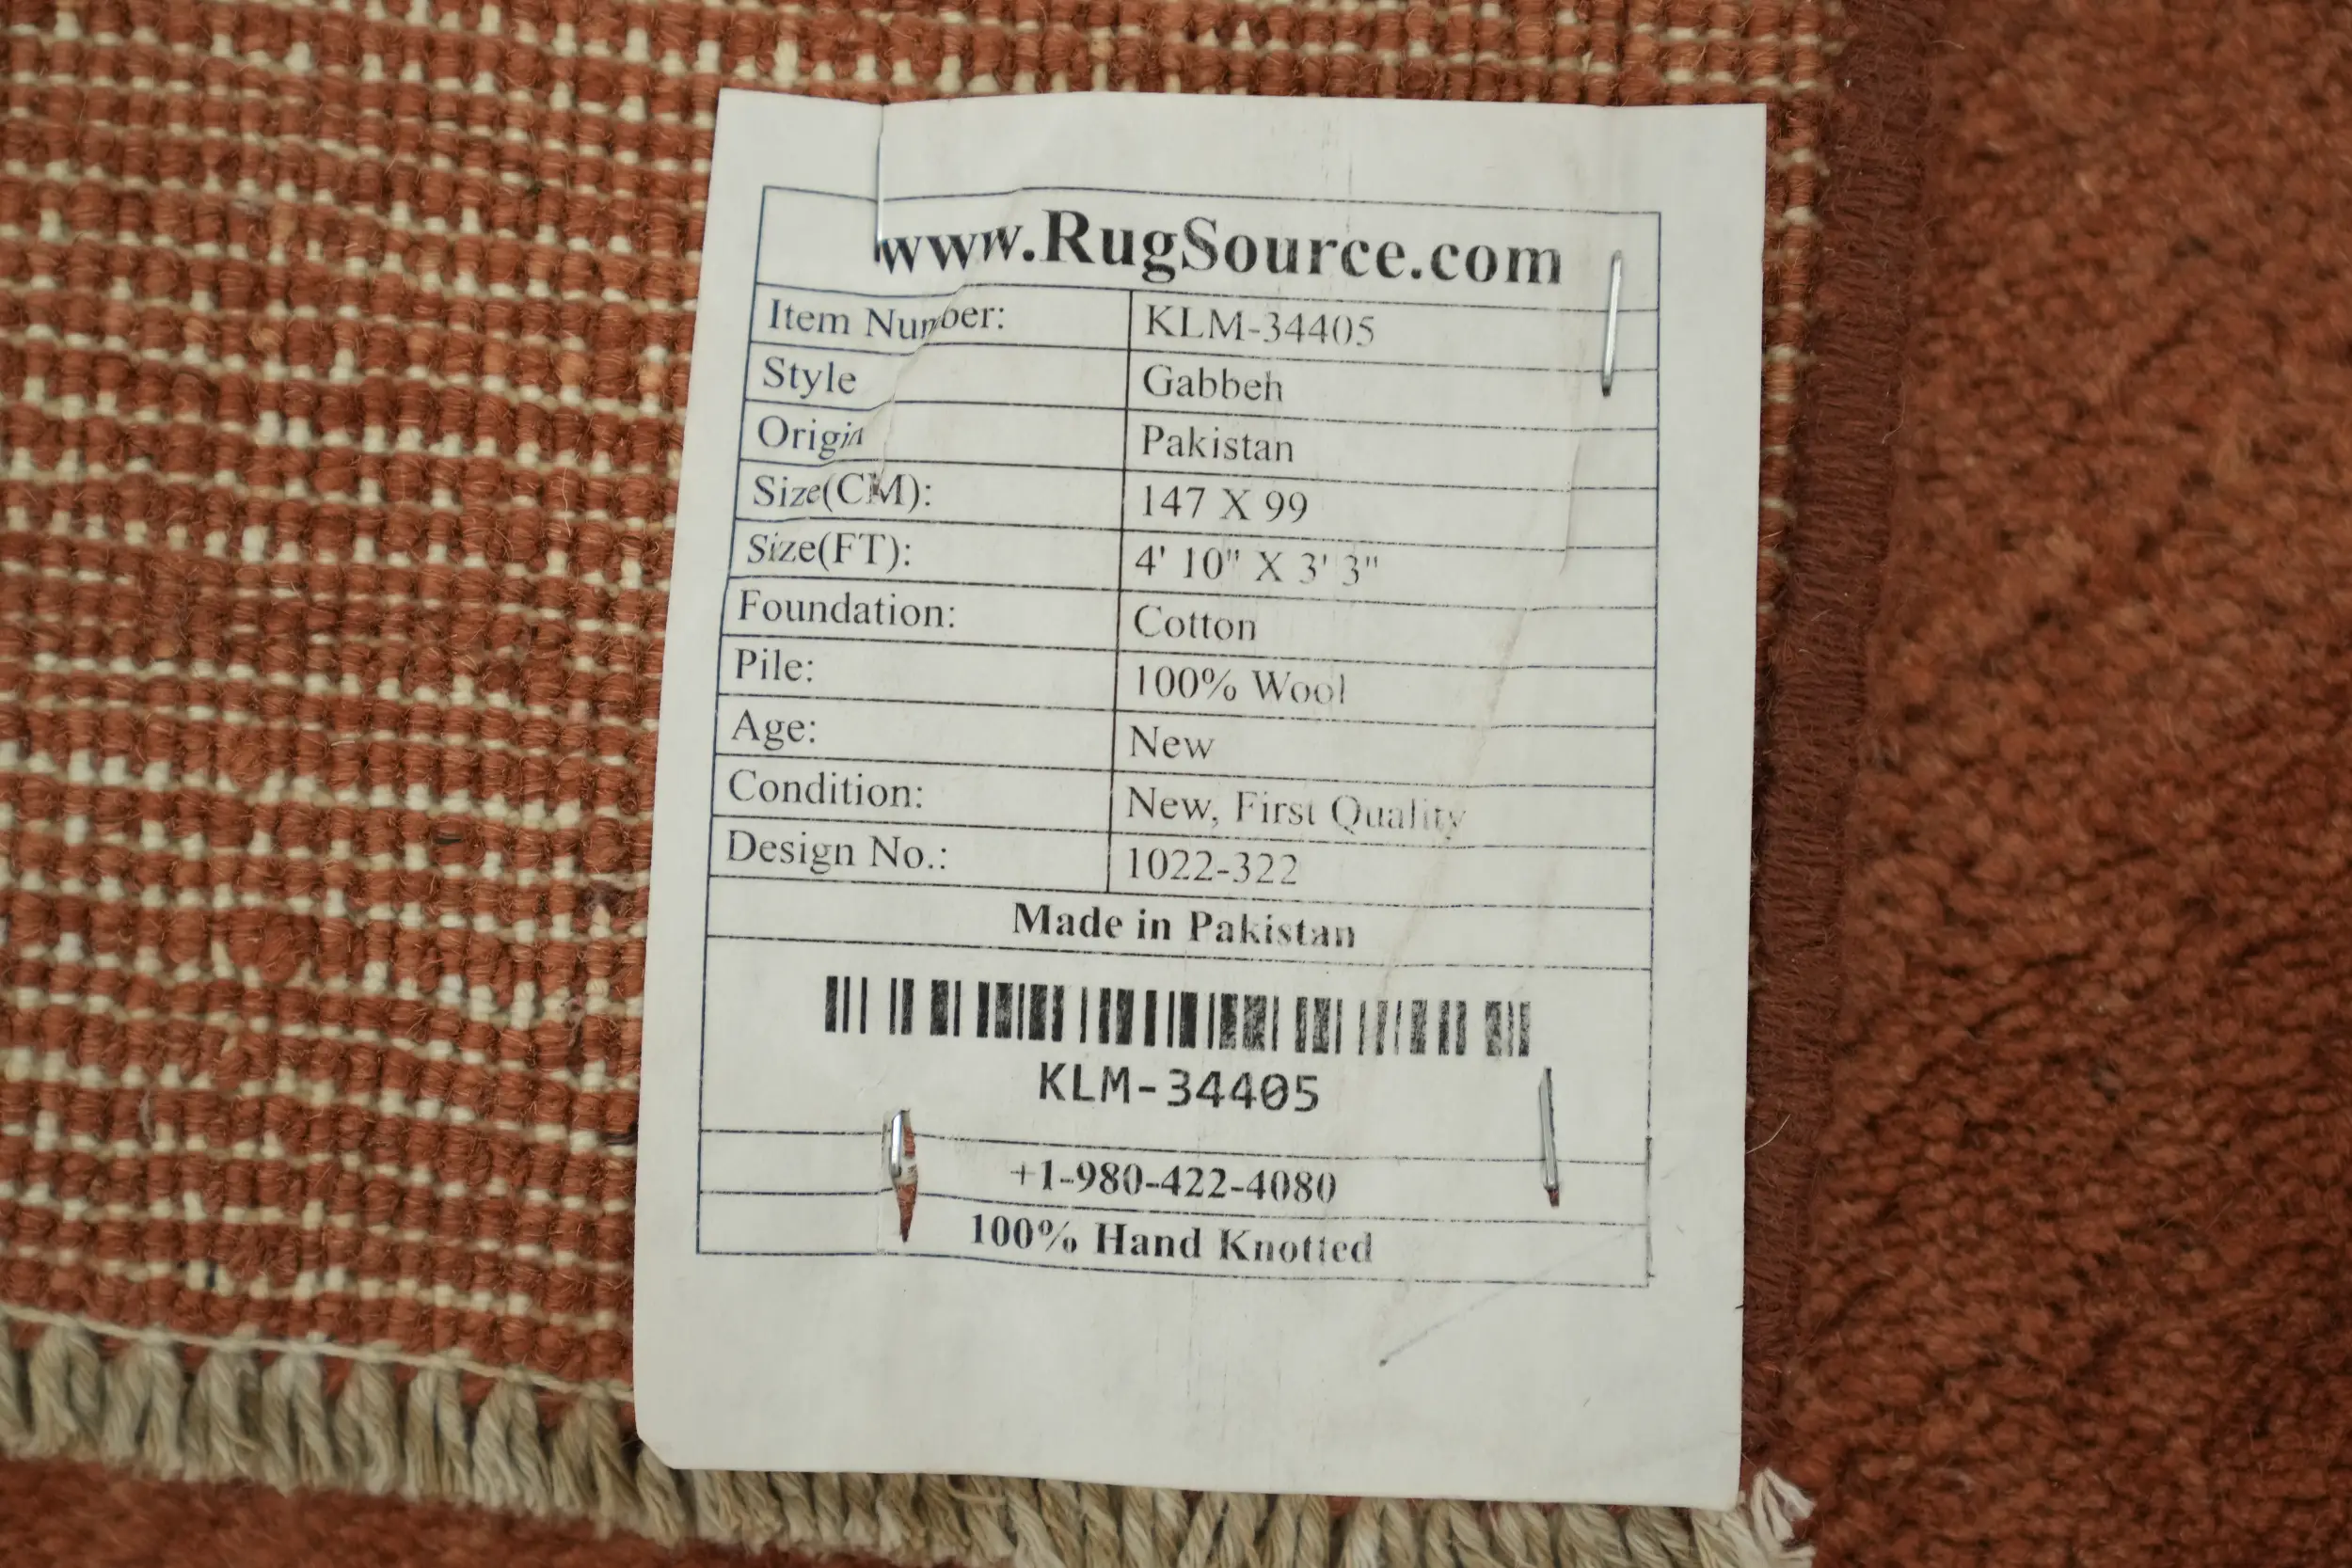 www.RugSource.com
Item Number: KLM-34405
Style Gabbeh
Origin Pakistan
Size(CM): 147 X 99
Size(FT): 4' 10" X 3' 3"
Foundation: Cotton
Pile: 100% Wool
Age: New
Condition: New, First Quality
Design No.: 1022-322
Made in Pakistan
KLM-34405
+1-980-422-4080
100% Hand Knotted